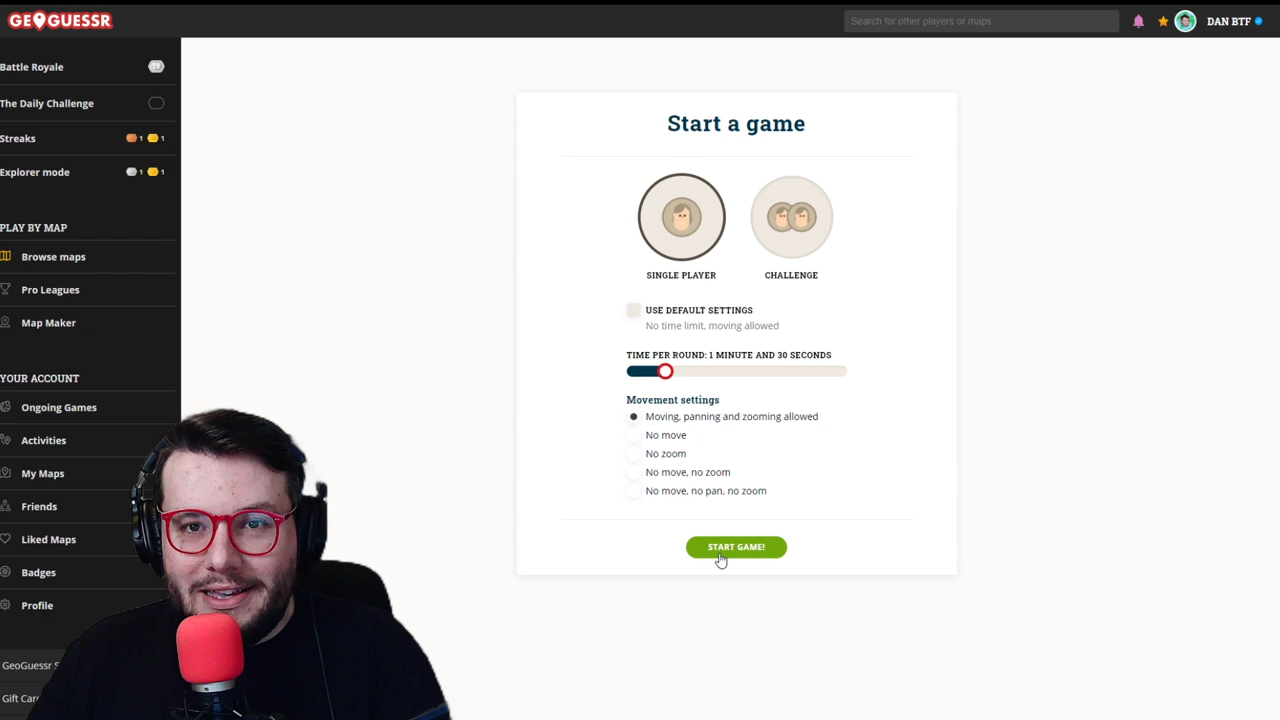 GEOGUESSR
Search for other players or maps
DAN BTF
Battle Royale
19
The Daily Challenge
Streaks 1 1
Explorer mode 1 1
PLAY BY MAP
Browse maps
Pro Leagues
Map Maker
YOUR ACCOUNT
Ongoing Games
Activities
My Maps
Friends
Liked Maps
Badges
Profile
GeoGuessr
Gift
Start a game
SINGLE PLAYER
CHALLENGE
USE DEFAULT SETTINGS
No time limit, moving allowed
TIME PER ROUND: 1 MINUTE AND 30 SECONDS
Movement settings
Moving, panning and zooming allowed
No move
No zoom
No move, no zoom
No move, no pan, no zoom
START GAME!